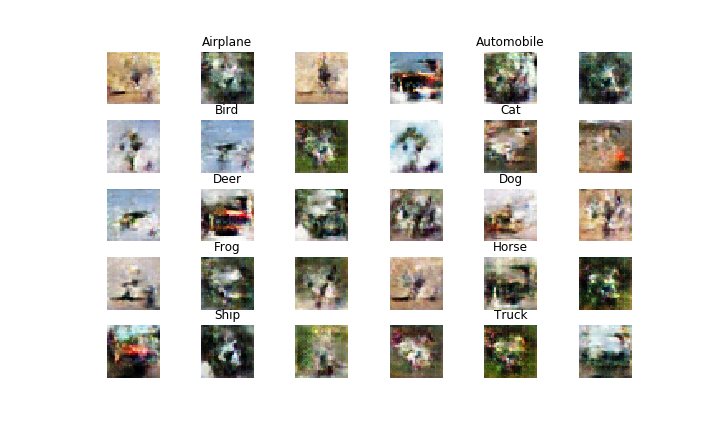 Airplane
Automobile
Bird
Cat
Deer
Dog
Frog
Horse
Ship
Truck